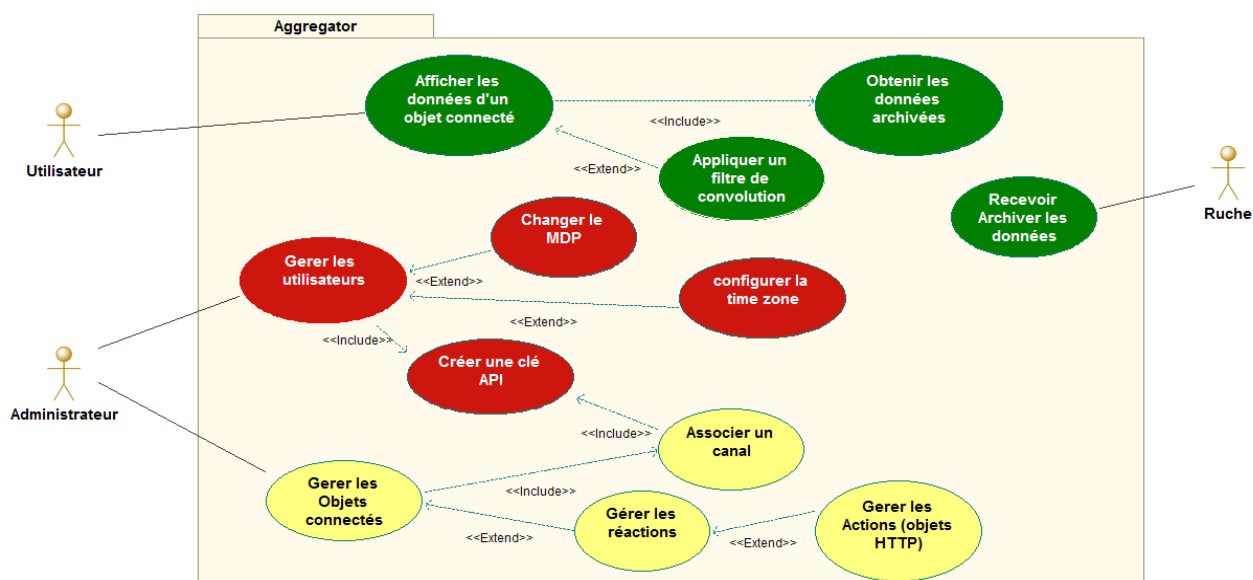 Aggregator
Afficher les
données d'un
objet connecté
Obtenir les
données
archivées
<<Include>>
<<Extend>>
Appliquer un
filtre de
convolution
Utilisateur
Recevoir
Archiver les
données
Ruche
Changer le
MDP
Gerer les
utilisateurs
<<Extend>>
configurer la
time zone
<<Extend>>
<<Include>>
Créer une clé
API
Administrateur
<<Include>>
Associer un
canal
Gerer les
Objets
connectés
<<Include>>
Gérer les
réactions
<<Extend>>
Gerer les
Actions (objets
HTTP)
<<Extend>>